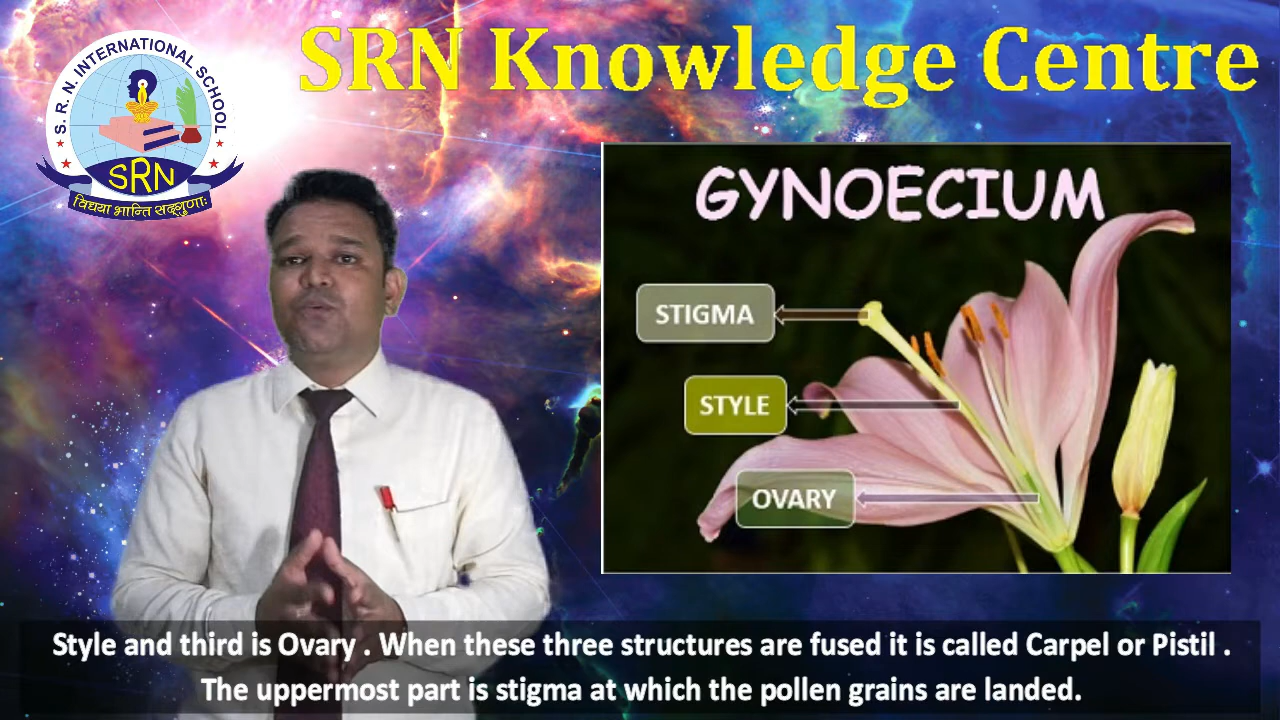 SRN Knowledge Centre
S. R. N. INTERNATIONAL SCHOOL
SRN
विद्यया भान्ति सद्गुणाः
GYNOECIUM
STIGMA
STYLE
OVARY
Style and third is Ovary . When these three structures are fused it is called Carpel or Pistil .
The uppermost part is stigma at which the pollen grains are landed.